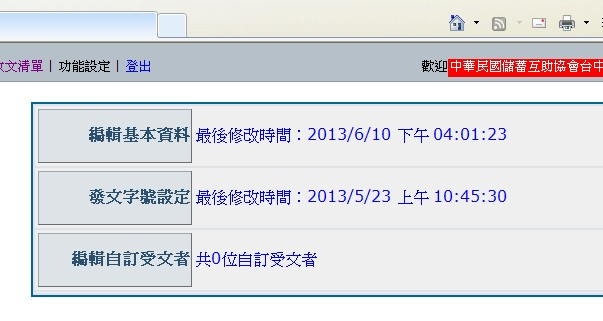 文清單 | 功能設定 | 登出
歡迎 中華民國儲蓄互助協會台中
編輯基本資料 最後修改時間：2013/6/10 下午 04:01:23
發文字號設定 最後修改時間：2013/5/23 上午 10:45:30
編輯自訂受文者 共0位自訂受文者